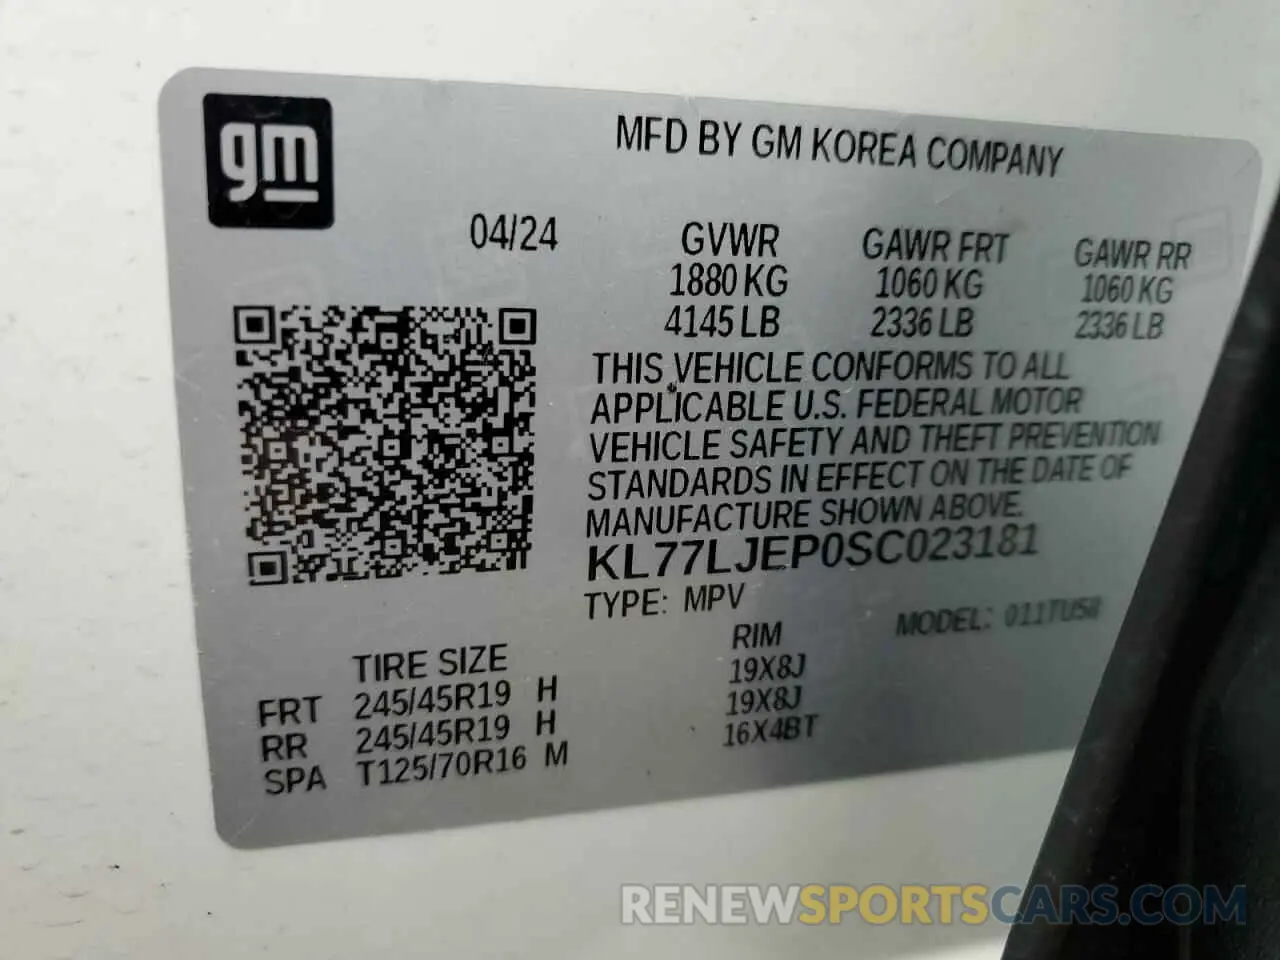 gm
MFD BY GM KOREA COMPANY
04/24
GVWR GAWR FRT GAWR RR
1880 KG 1060 KG 1060 KG
4145 LB 2336 LB 2336 LB
THIS VEHICLE CONFORMS TO ALL
APPLICABLE U.S. FEDERAL MOTOR
VEHICLE SAFETY AND THEFT PREVENTION
STANDARDS IN EFFECT ON THE DATE OF
MANUFACTURE SHOWN ABOVE.
KL77LJEP0SC023181
TYPE: MPV MODEL:
TIRE SIZE RIM
FRT 245/45R19 H 19X8J
RR 245/45R19 H 19X8J
SPA T125/70R16 M 16X4BT
RENEWSPORTSCARS.COM